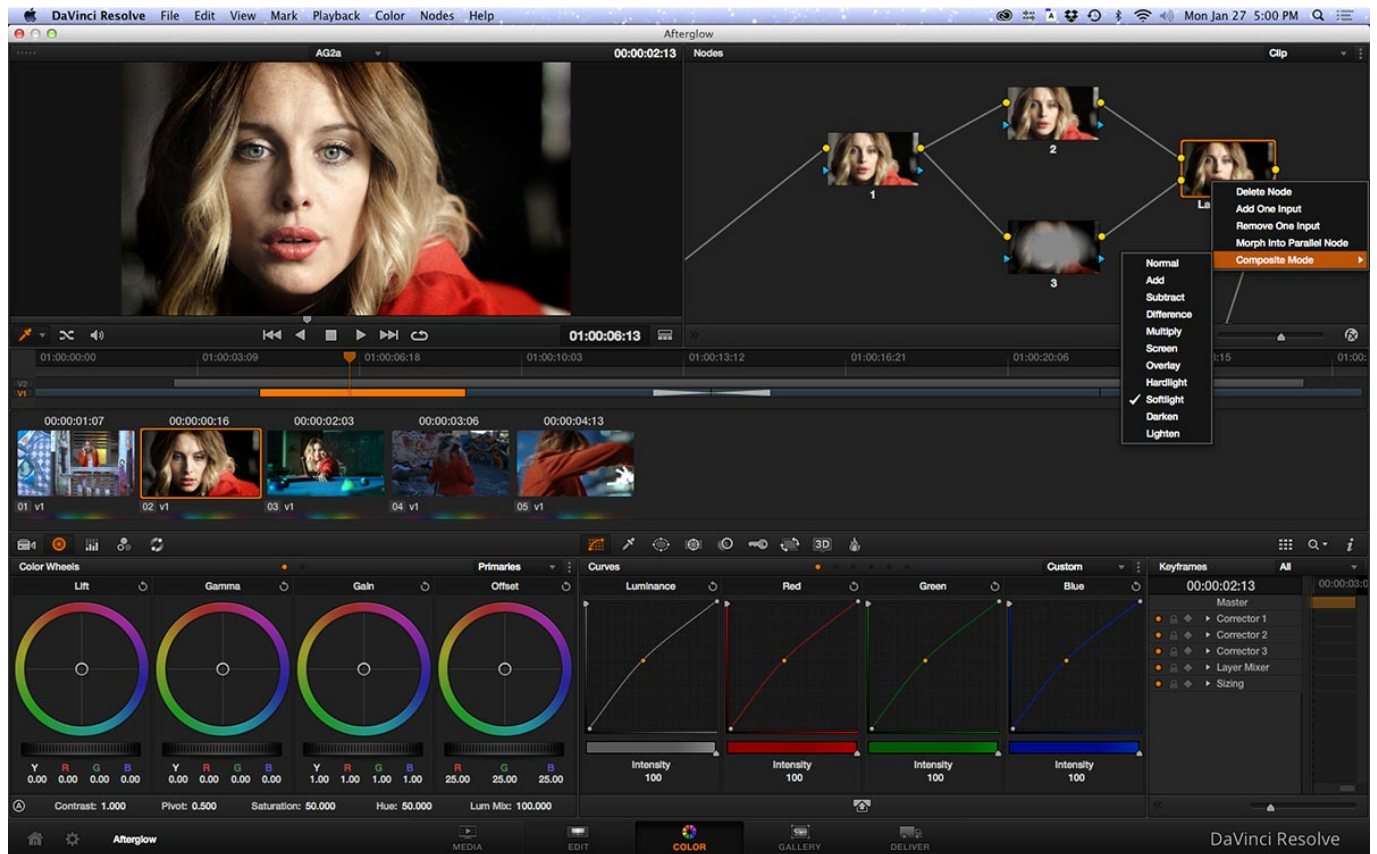 DaVinci Resolve File Edit View Mark Playback Color Nodes Help
Mon Jan 27 5:00 PM
Afterglow
AG2a 00:00:02:13 Nodes Clip
2
1
3
La
Delete Node
Add One Input
Remove One Input
Morph Into Parallel Node
Composite Mode
Normal
Add
Subtract
Difference
Multiply
Screen
Overlay
Hardlight
Softlight
Darken
Lighten
01:00:06:13
01:00:00:00 01:00:03:09 01:00:06:18 01:00:10:03 01:00:13:12 01:00:16:21 01:00:20:06 1:15 01:00:
V2
V1
00:00:01:07 00:00:00:16 00:00:02:03 00:00:03:06 00:00:04:13
01 v1 02 v1 03 v1 04 v1 05 v1
3D
Color Wheels Primaries Curves Custom Keyframes All
Lift Gamma Gain Offset Luminance Red Green Blue 00:00:02:13 00:00:03:0
Master
Corrector 1
Corrector 2
Corrector 3
Layer Mixer
Sizing
Y R G B Y R G B Y R G B R G B
0.00 0.00 0.00 0.00 0.00 0.00 0.00 0.00 1.00 1.00 1.00 1.00 25.00 25.00 25.00
Intensity Intensity Intensity Intensity
100 100 100 100
A Contrast: 1.000 Pivot: 0.500 Saturation: 50.000 Hue: 50.000 Lum Mix: 100.000
Afterglow MEDIA EDIT COLOR GALLERY DELIVER DaVinci Resolve